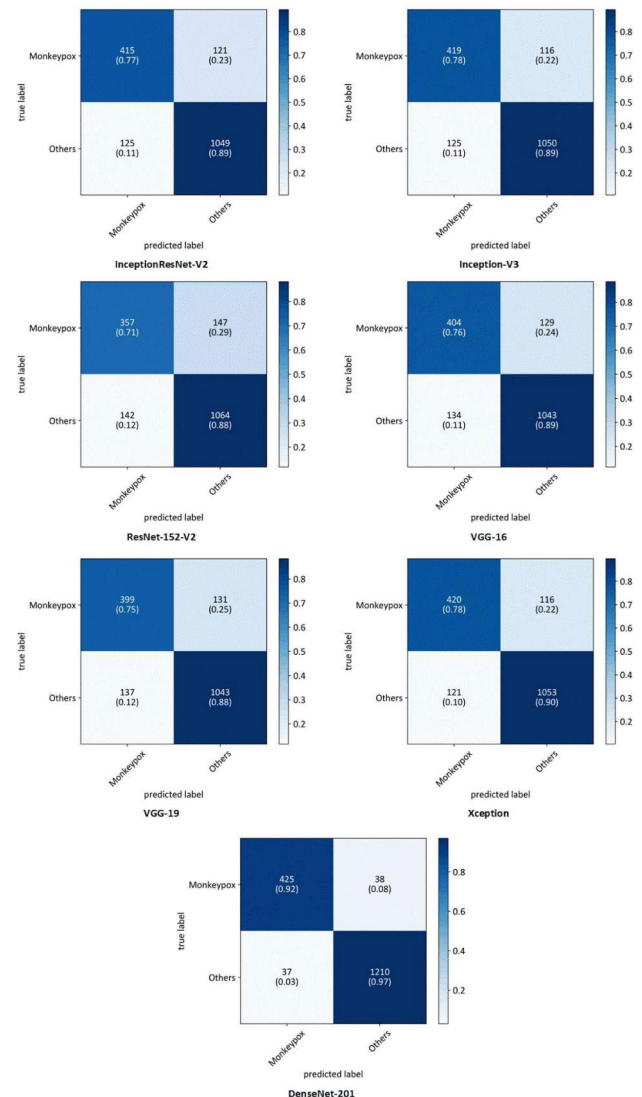 Monkeypox
415
(0.77)
121
(0.23)
Others
125
(0.11)
1049
(0.89)
true label
Monkeypox
Others
predicted label
0.8
0.7
0.6
0.5
0.4
0.3
0.2
InceptionResNet-V2
Monkeypox
419
(0.78)
116
(0.22)
Others
125
(0.11)
1050
(0.89)
true label
Monkeypox
Others
predicted label
0.8
0.7
0.6
0.5
0.4
0.3
0.2
Inception-V3
Monkeypox
357
(0.71)
147
(0.29)
Others
142
(0.12)
1064
(0.88)
true label
Monkeypox
Others
predicted label
0.8
0.7
0.6
0.5
0.4
0.3
0.2
ResNet-152-V2
Monkeypox
404
(0.76)
129
(0.24)
Others
134
(0.11)
1043
(0.89)
true label
Monkeypox
Others
predicted label
0.8
0.7
0.6
0.5
0.4
0.3
0.2
VGG-16
Monkeypox
399
(0.75)
131
(0.25)
Others
137
(0.12)
1043
(0.88)
true label
Monkeypox
Others
predicted label
0.8
0.7
0.6
0.5
0.4
0.3
0.2
VGG-19
Monkeypox
420
(0.78)
116
(0.22)
Others
121
(0.10)
1053
(0.90)
true label
Monkeypox
Others
predicted label
0.8
0.7
0.6
0.5
0.4
0.3
0.2
Xception
Monkeypox
425
(0.92)
38
(0.08)
Others
37
(0.03)
1210
(0.97)
true label
Monkeypox
Others
predicted label
0.8
0.6
0.4
0.2
DenseNet-201